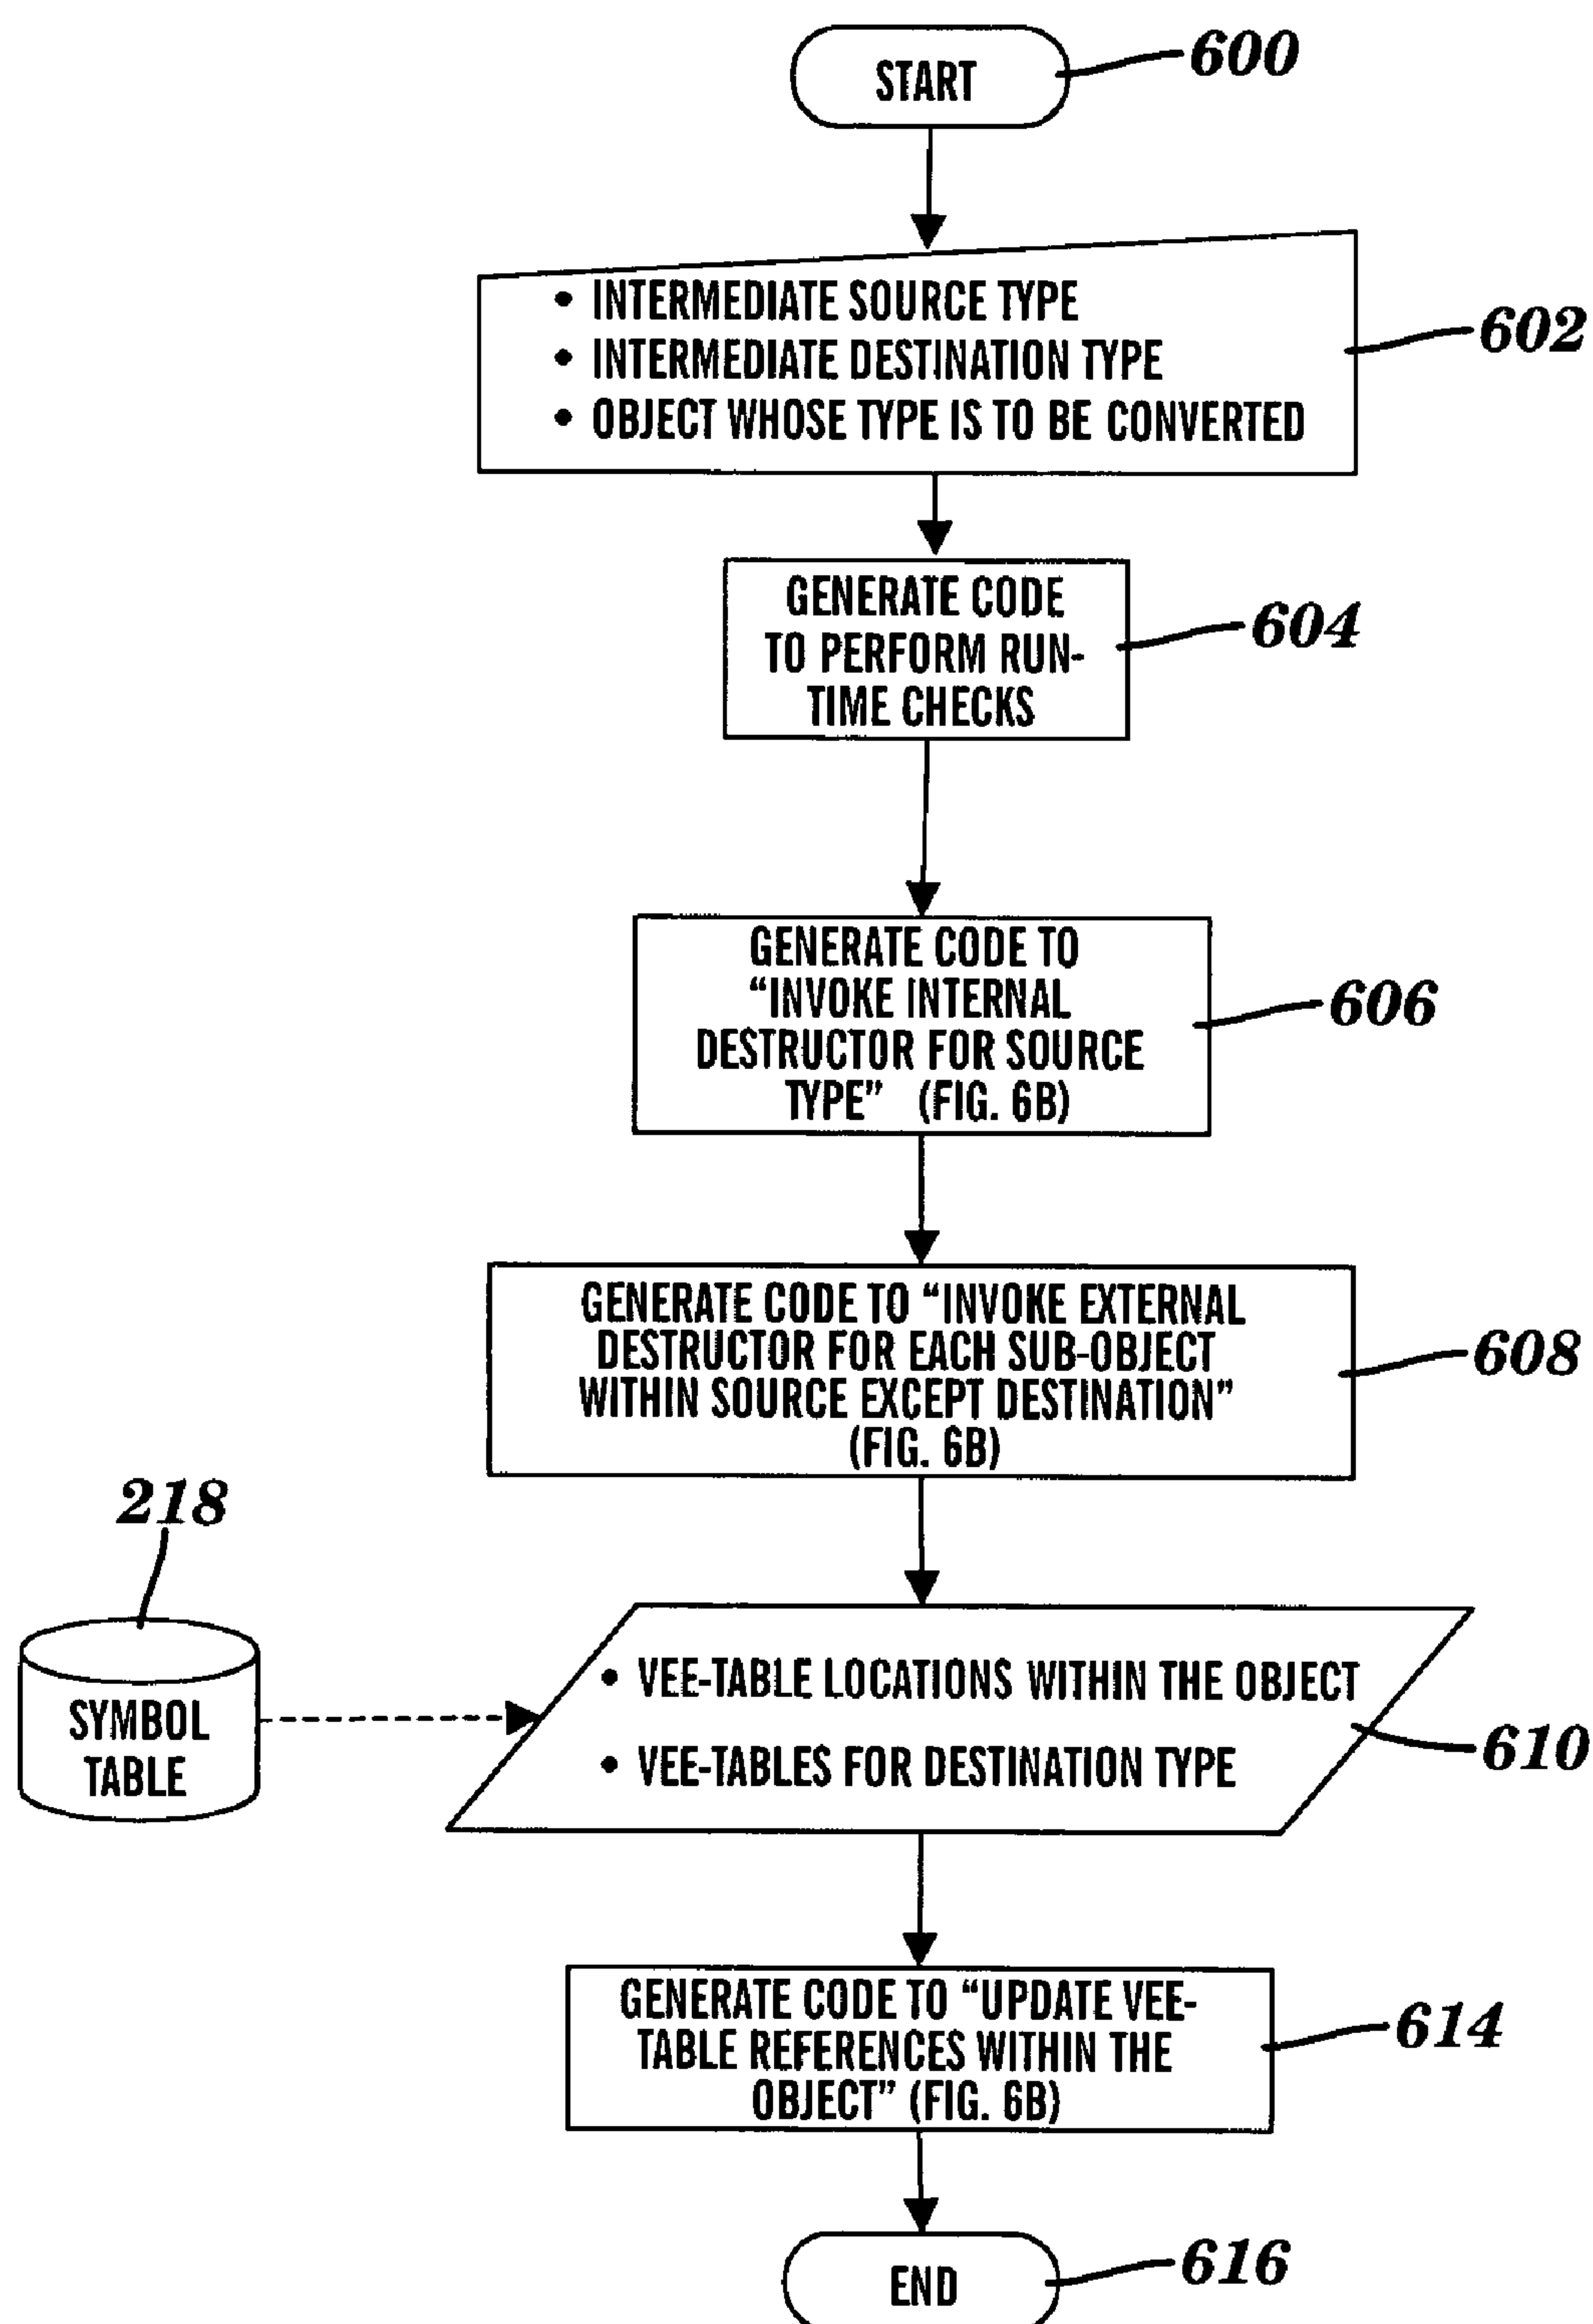 START
600
• INTERMEDIATE SOURCE TYPE
• INTERMEDIATE DESTINATION TYPE
• OBJECT WHOSE TYPE IS TO BE CONVERTED
602
GENERATE CODE
TO PERFORM RUN-
TIME CHECKS
604
GENERATE CODE TO
“INVOKE INTERNAL
DESTRUCTOR FOR SOURCE
TYPE” (FIG. 6B)
606
GENERATE CODE TO “INVOKE EXTERNAL
DESTRUCTOR FOR EACH SUB-OBJECT
WITHIN SOURCE EXCEPT DESTINATION”
(FIG. 6B)
608
218
SYMBOL
TABLE
• VEE-TABLE LOCATIONS WITHIN THE OBJECT
• VEE-TABLES FOR DESTINATION TYPE
610
GENERATE CODE TO “UPDATE VEE-
TABLE REFERENCES WITHIN THE
OBJECT” (FIG. 6B)
614
END
616